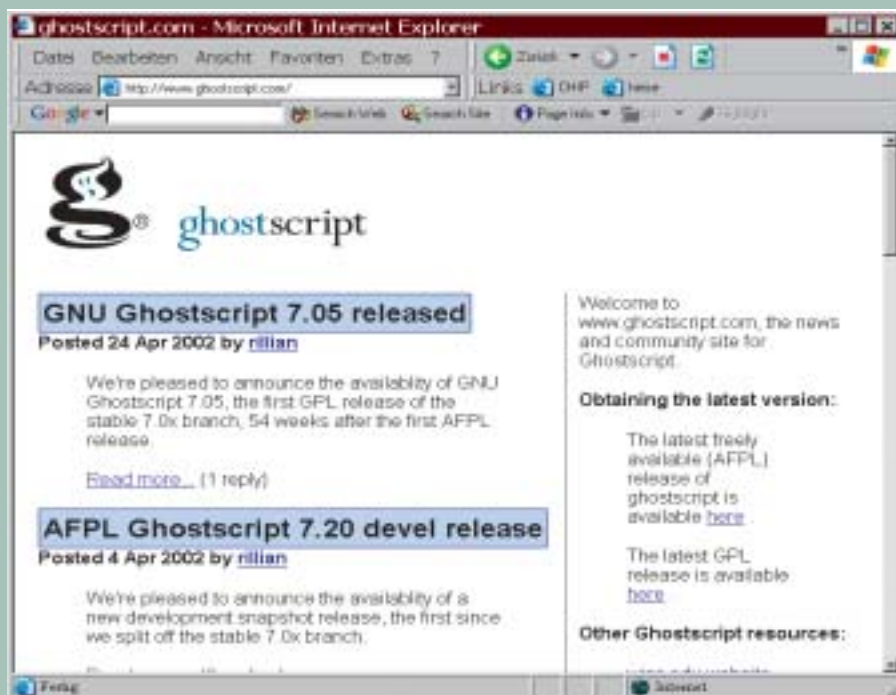 ghostscript.com - Microsoft Internet Explorer
Datei Bearbeiten Ansicht Favoriten Extras ? Zurück
Adresse http://www.ghostscript.com/ Links
Google Search Web Search Site Page Info
g® ghostscript
GNU Ghostscript 7.05 released
Posted 24 Apr 2002 by rillian
We're pleased to announce the availablity of GNU
Ghostscript 7.05, the first GPL release of the
stable 7.0x branch, 54 weeks after the first AFPL
release.
Read more... (1 reply)
AFPL Ghostscript 7.20 devel release
Posted 4 Apr 2002 by rillian
We're pleased to announce the availablity of a
new development snapshot release, the first since
we split off the stable 7.0x branch.
Welcome to
www.ghostscript.com, the news
and community site for
Ghostscript.
Obtaining the latest version:
The latest freely
available (AFPL)
release of
ghostscript is
available here .
The latest GPL
release is available
here
Other Ghostscript resources:
Fertig Internet